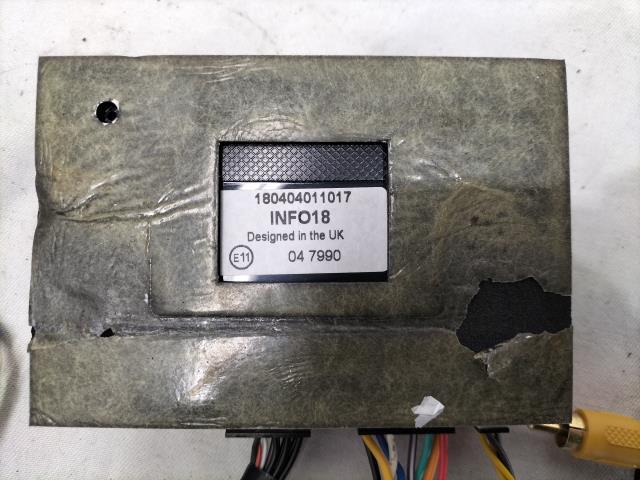 180404011017
INFO18
Designed in the UK
E11 04 7990